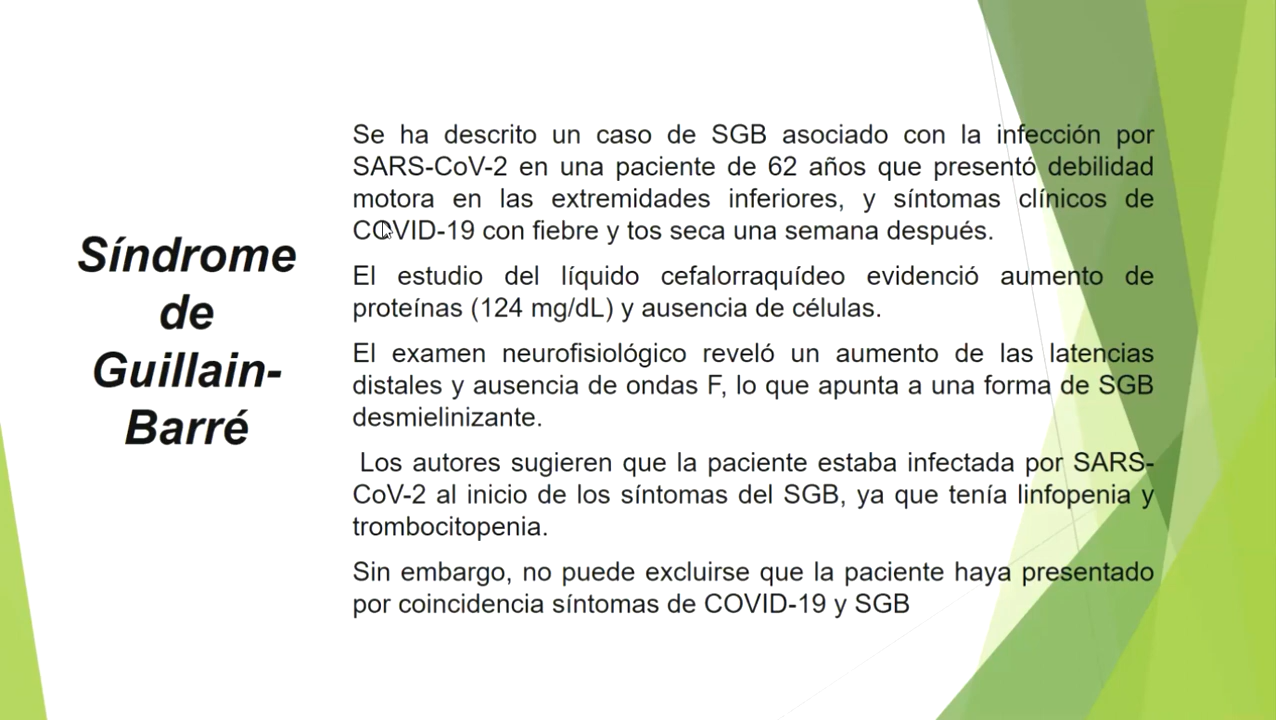 Síndrome
de
Guillain-
Barré
Se ha descrito un caso de SGB asociado con la infección por
SARS-CoV-2 en una paciente de 62 años que presentó debilidad
motora en las extremidades inferiores, y síntomas clínicos de
COVID-19 con fiebre y tos seca una semana después.
El estudio del líquido cefalorraquídeo evidenció aumento de
proteínas (124 mg/dL) y ausencia de células.
El examen neurofisiológico reveló un aumento de las latencias
distales y ausencia de ondas F, lo que apunta a una forma de SGB
desmielinizante.
Los autores sugieren que la paciente estaba infectada por SARS-
CoV-2 al inicio de los síntomas del SGB, ya que tenía linfopenia y
trombocitopenia.
Sin embargo, no puede excluirse que la paciente haya presentado
por coincidencia síntomas de COVID-19 y SGB